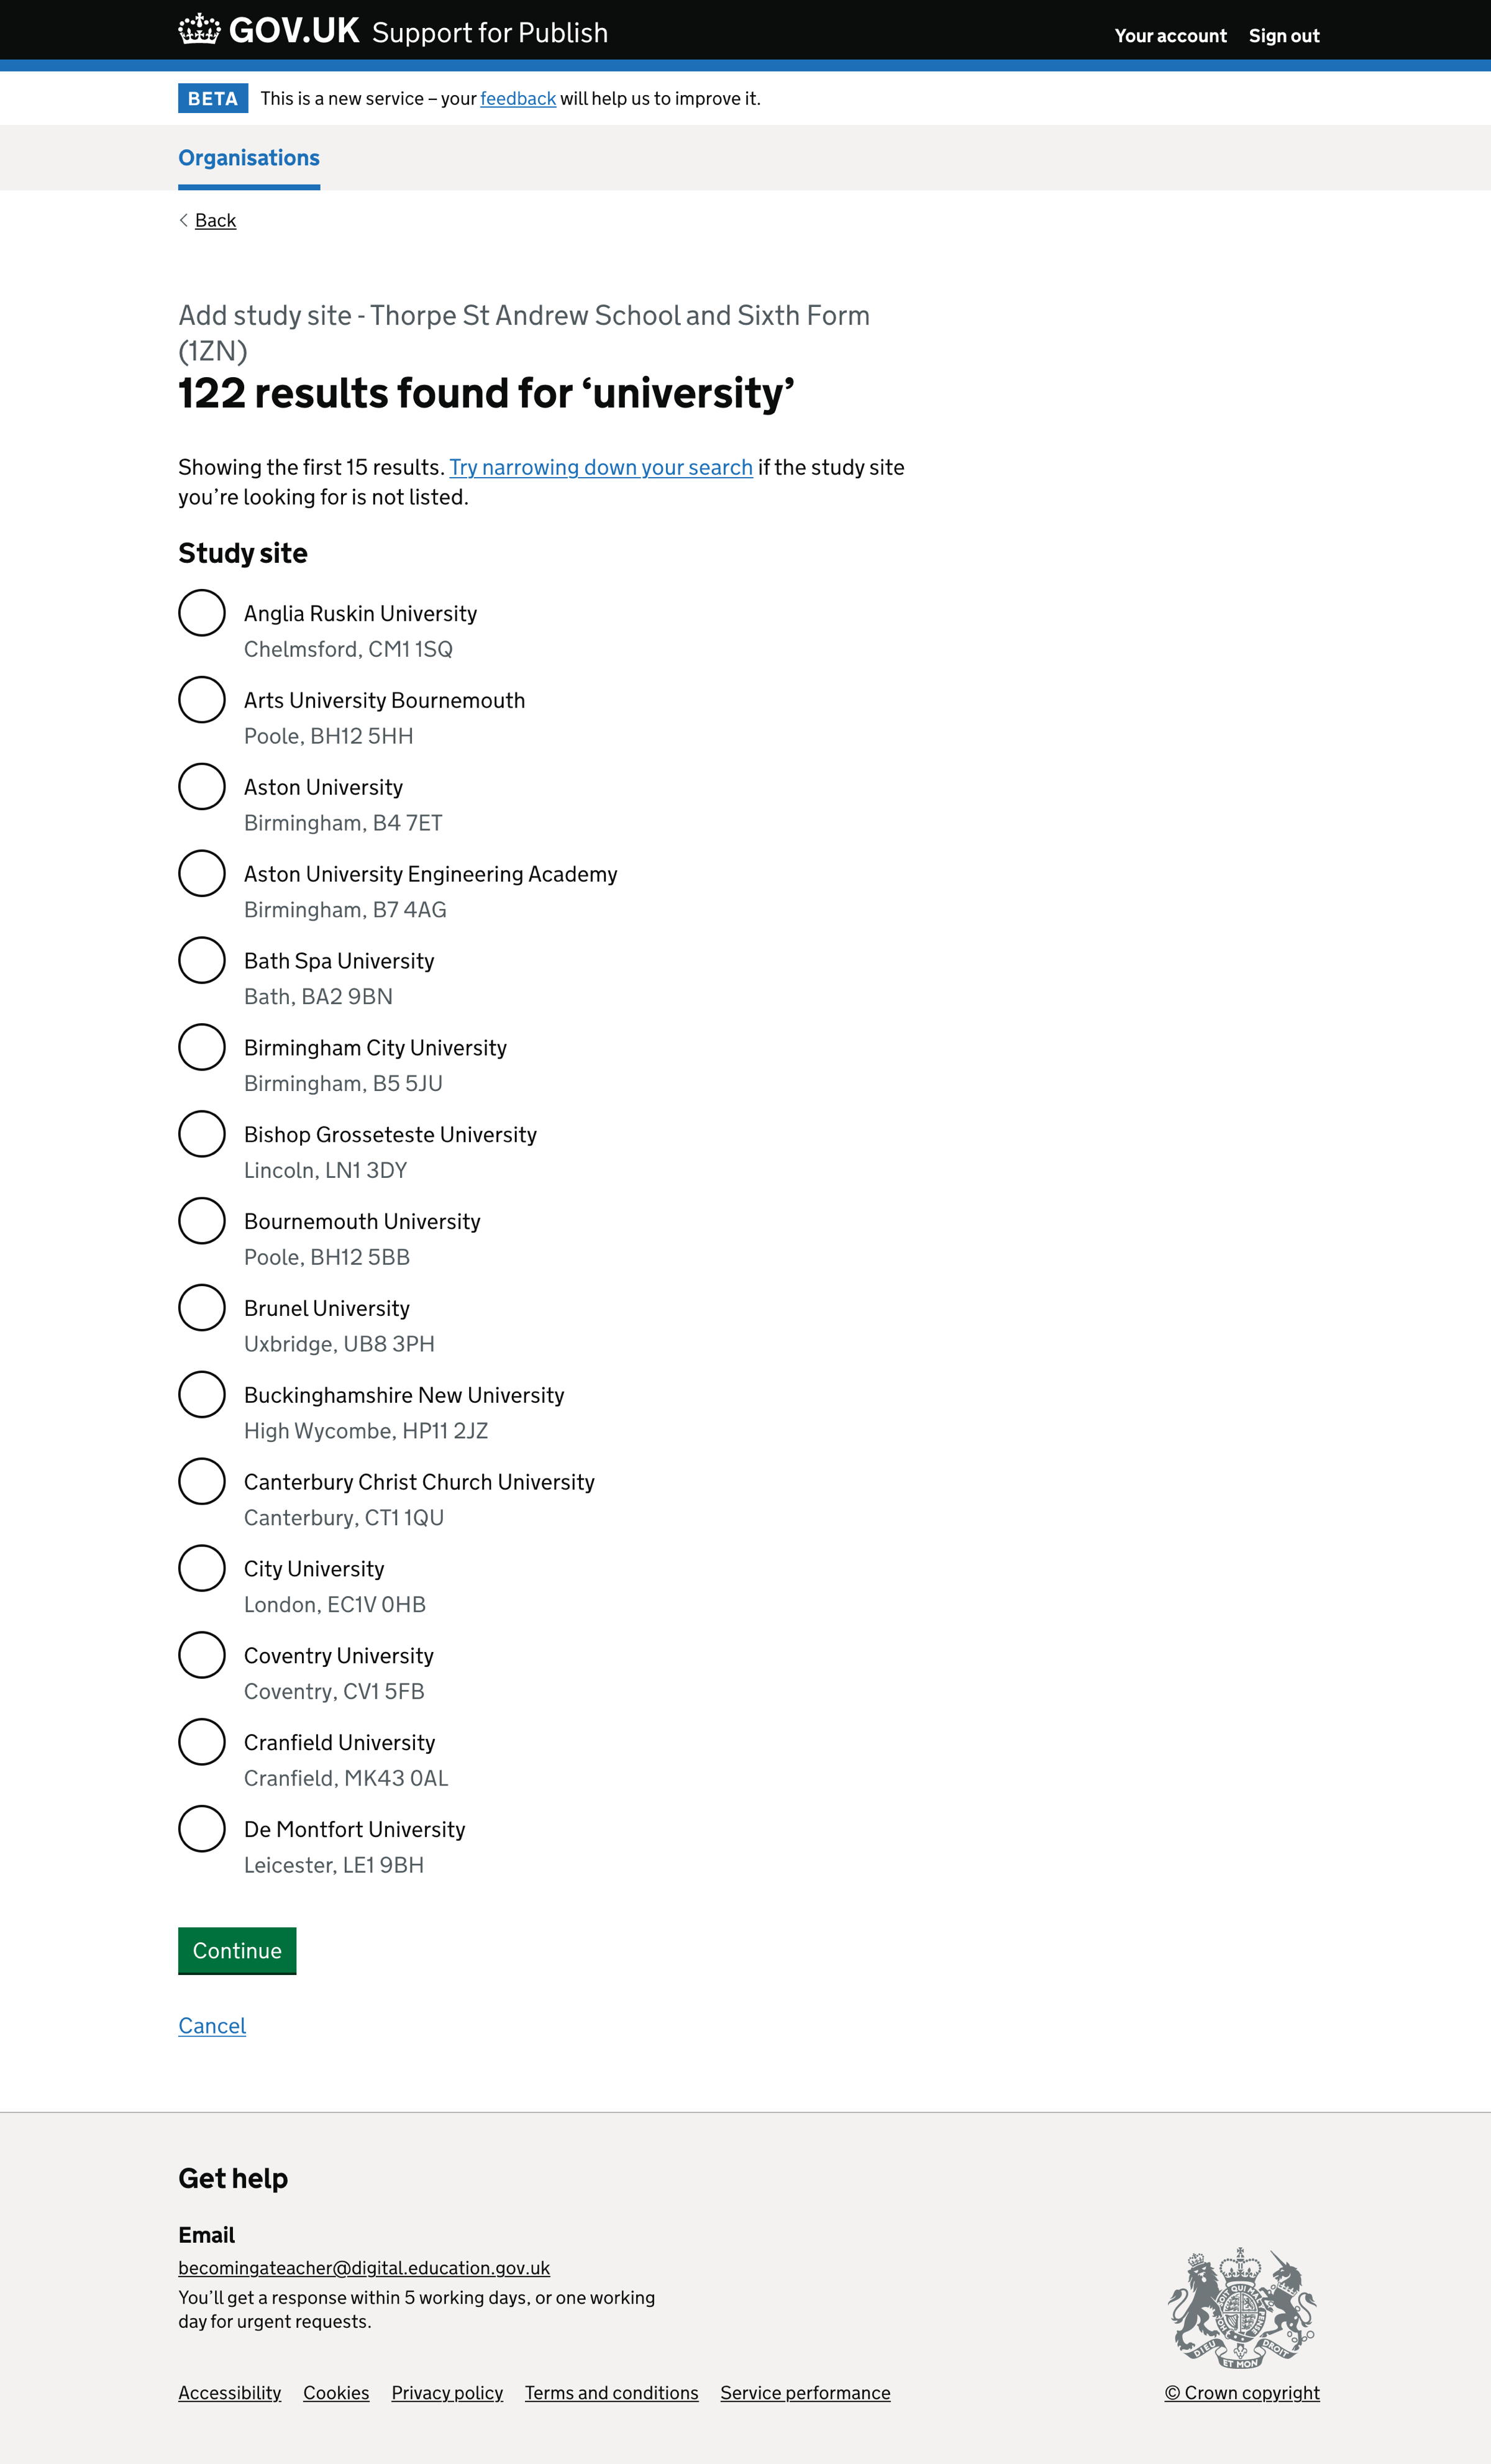 GOV.UK Support for Publish
Your account Sign out
BETA This is a new service – your feedback will help us to improve it.
Organisations
Back
Add study site - Thorpe St Andrew School and Sixth Form
(1ZN)
122 results found for ‘university’
Showing the first 15 results. Try narrowing down your search if the study site
you’re looking for is not listed.
Study site
Anglia Ruskin University
Chelmsford, CM1 1SQ
Arts University Bournemouth
Poole, BH12 5HH
Aston University
Birmingham, B4 7ET
Aston University Engineering Academy
Birmingham, B7 4AG
Bath Spa University
Bath, BA2 9BN
Birmingham City University
Birmingham, B5 5JU
Bishop Grosseteste University
Lincoln, LN1 3DY
Bournemouth University
Poole, BH12 5BB
Brunel University
Uxbridge, UB8 3PH
Buckinghamshire New University
High Wycombe, HP11 2JZ
Canterbury Christ Church University
Canterbury, CT1 1QU
City University
London, EC1V 0HB
Coventry University
Coventry, CV1 5FB
Cranfield University
Cranfield, MK43 0AL
De Montfort University
Leicester, LE1 9BH
Continue
Cancel
Get help
Email
becomingateacher@digital.education.gov.uk
You’ll get a response within 5 working days, or one working
day for urgent requests.
DIEU ET MON DROIT
Accessibility Cookies Privacy policy Terms and conditions Service performance
© Crown copyright